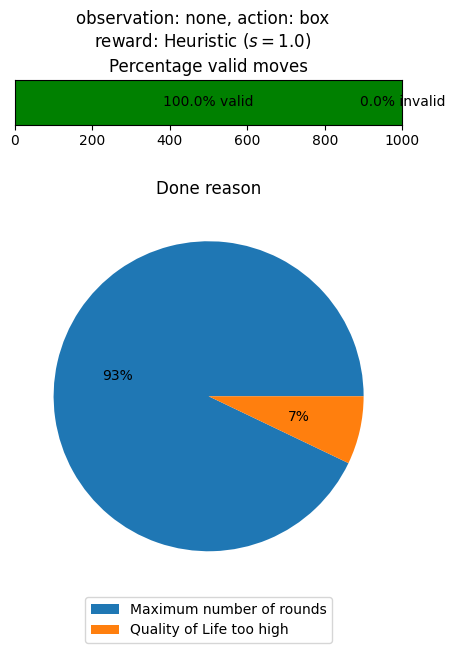 observation: none, action: box
reward: Heuristic (s = 1.0)
Percentage valid moves
100.0% valid 0.0% invalid
0 200 400 600 800 1000
Done reason
93%
7%
Maximum number of rounds
Quality of Life too high